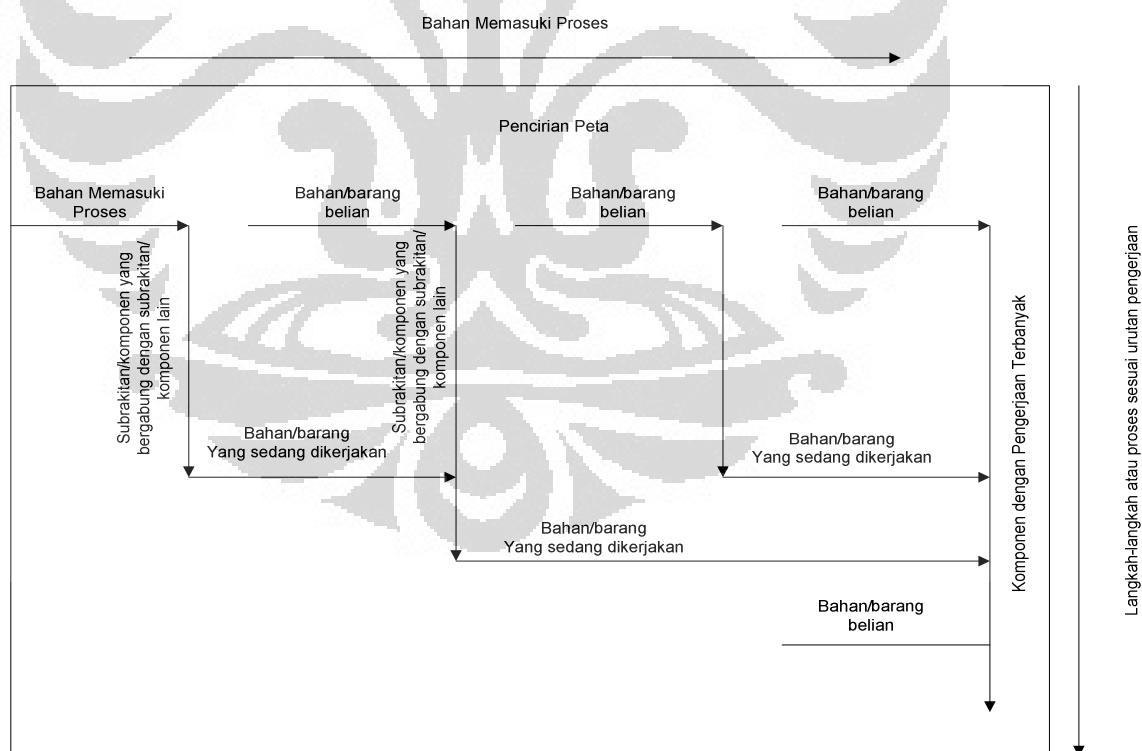 Bahan Memasuki Proses
Pencirian Peta
Bahan Memasuki
Proses
Bahan/barang
belian
Bahan/barang
belian
Bahan/barang
belian
Subrakitan/komponen yang
bergabung dengan subrakitan/
komponen lain
Subrakitan/komponen yang
bergabung dengan subrakitan/
komponen lain
Bahan/barang
Yang sedang dikerjakan
Bahan/barang
Yang sedang dikerjakan
Bahan/barang
Yang sedang dikerjakan
Bahan/barang
belian
Komponen dengan Pengerjaan Terbanyak
Langkah-langkah atau proses sesuai urutan pengerjaan